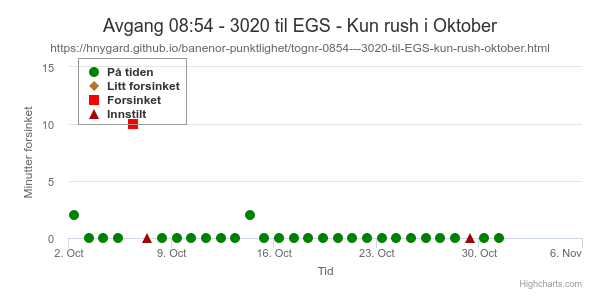 Avgang 08:54 - 3020 til EGS - Kun rush i Oktober
https://hnygard.github.io/banenor-punktlighet/tognr-0854---3020-til-EGS-kun-rush-oktober.html
På tiden
Litt forsinket
Forsinket
Innstilt
Minutter forsinket
15
10
5
0
2. Oct
9. Oct
16. Oct
23. Oct
30. Oct
6. Nov
Tid
Highcharts.com